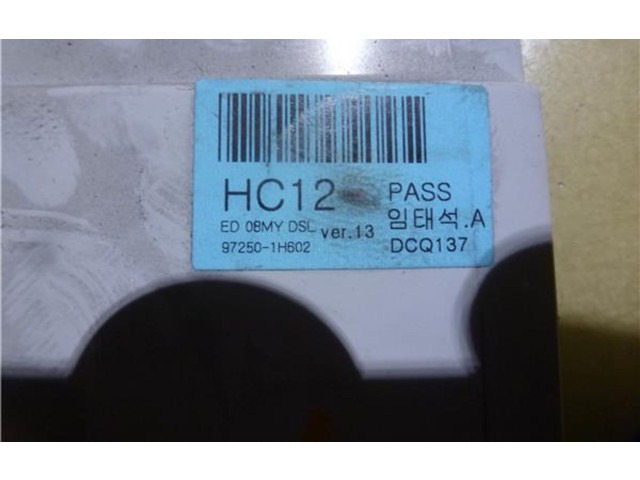 HC12
PASS
ED 08MY DSL ver.13
임태석.A
97250-1H602
DCQ137